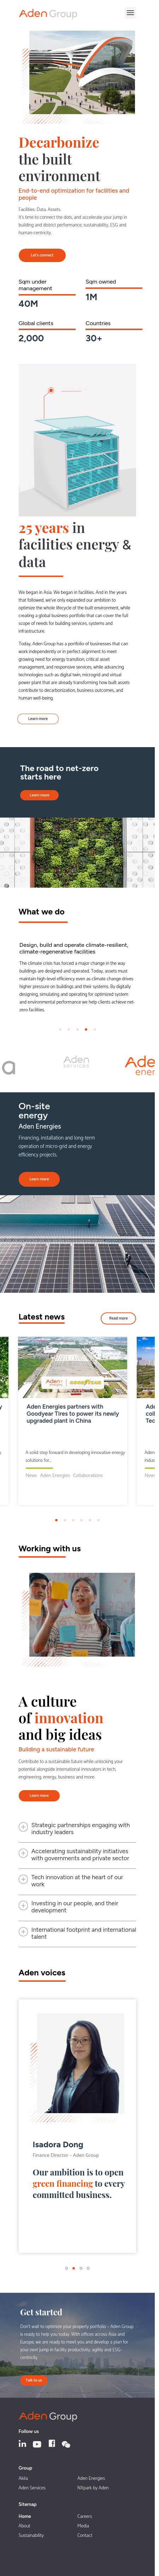 Aden Group
Decarbonize
the built
environment
End-to-end optimization for facilities and
people
Facilities. Data. Assets.
It's time to connect the dots, and accelerate your jump in
building and district performance, sustainability, ESG and
human-centricity.
Let's connect
Sqm under
management
40M
Sqm owned
1M
Global clients
2,000
Countries
30+
25 years in
facilities energy &
data
We began in Asia. We began in facilities. And in the years
that followed, we've only expanded our ambition: to
optimize the whole lifecycle of the built environment, while
creating a global business portfolio that can cover the full
scope of needs for building services, systems and
infrastructure.
Today, Aden Group has a portfolio of businesses that can
work independently or in perfect alignment to meet
growing need for energy transition, critical asset
management, and responsive services, while advancing
technologies such as digital twin, micro-grid and virtual
power plant that are already transforming how built assets
contribute to decarbonization, business outcomes, and
human well-being.
Learn more
The road to net-zero
starts here
Learn more
What we do
Design, build and operate climate-resilient,
climate-regenerative facilities
The climate crisis has forced a major change in the way
buildings are designed and operated. Today, assets must
maintain high levels of efficiency even as climate change drives
higher pressures on buildings and their systems. By digitally
designing, simulating and operating for optimized system
and environmental performance we help clients achieve net-
zero facilities.
Aden
SERVICES
On-site
energy
Aden Energies
Financing, installation and long-term
operation of micro-grid and energy
efficiency projects.
Learn more
Latest news
Read more
Aden Energies partners with
Goodyear Tires to power its newly
upgraded plant in China
A solid step forward in developing innovative energy
solutions for...
News Aden Energies Collaborations
Working with us
A culture
of innovation
and big ideas
Building a sustainable future
Contribute to a sustainable future while unlocking your
potential alongside international innovators in tech,
engineering, energy, business and more.
Learn more
Strategic partnerships engaging with
industry leaders
Accelerating sustainability initiatives
with governments and private sector
Tech innovation at the heart of our
work
Investing in our people, and their
development
International footprint and international
talent
Aden voices
Isadora Dong
Finance Director - Aden Group
Our ambition is to open
green financing to every
committed business.
Get started
Don't wait to optimize your property portfolio - Aden Group
is ready to help you today. With offices across Asia and
Europe, we are ready to meet you and develop a plan for
your next jump in facility productivity, agility and ESG-
centricity.
Talk to us
Aden Group
Follow us
Group
Akila
Aden Energies
Aden Services
NXpark by Aden
Sitemap
Home
Careers
About
Media
Sustainability
Contact